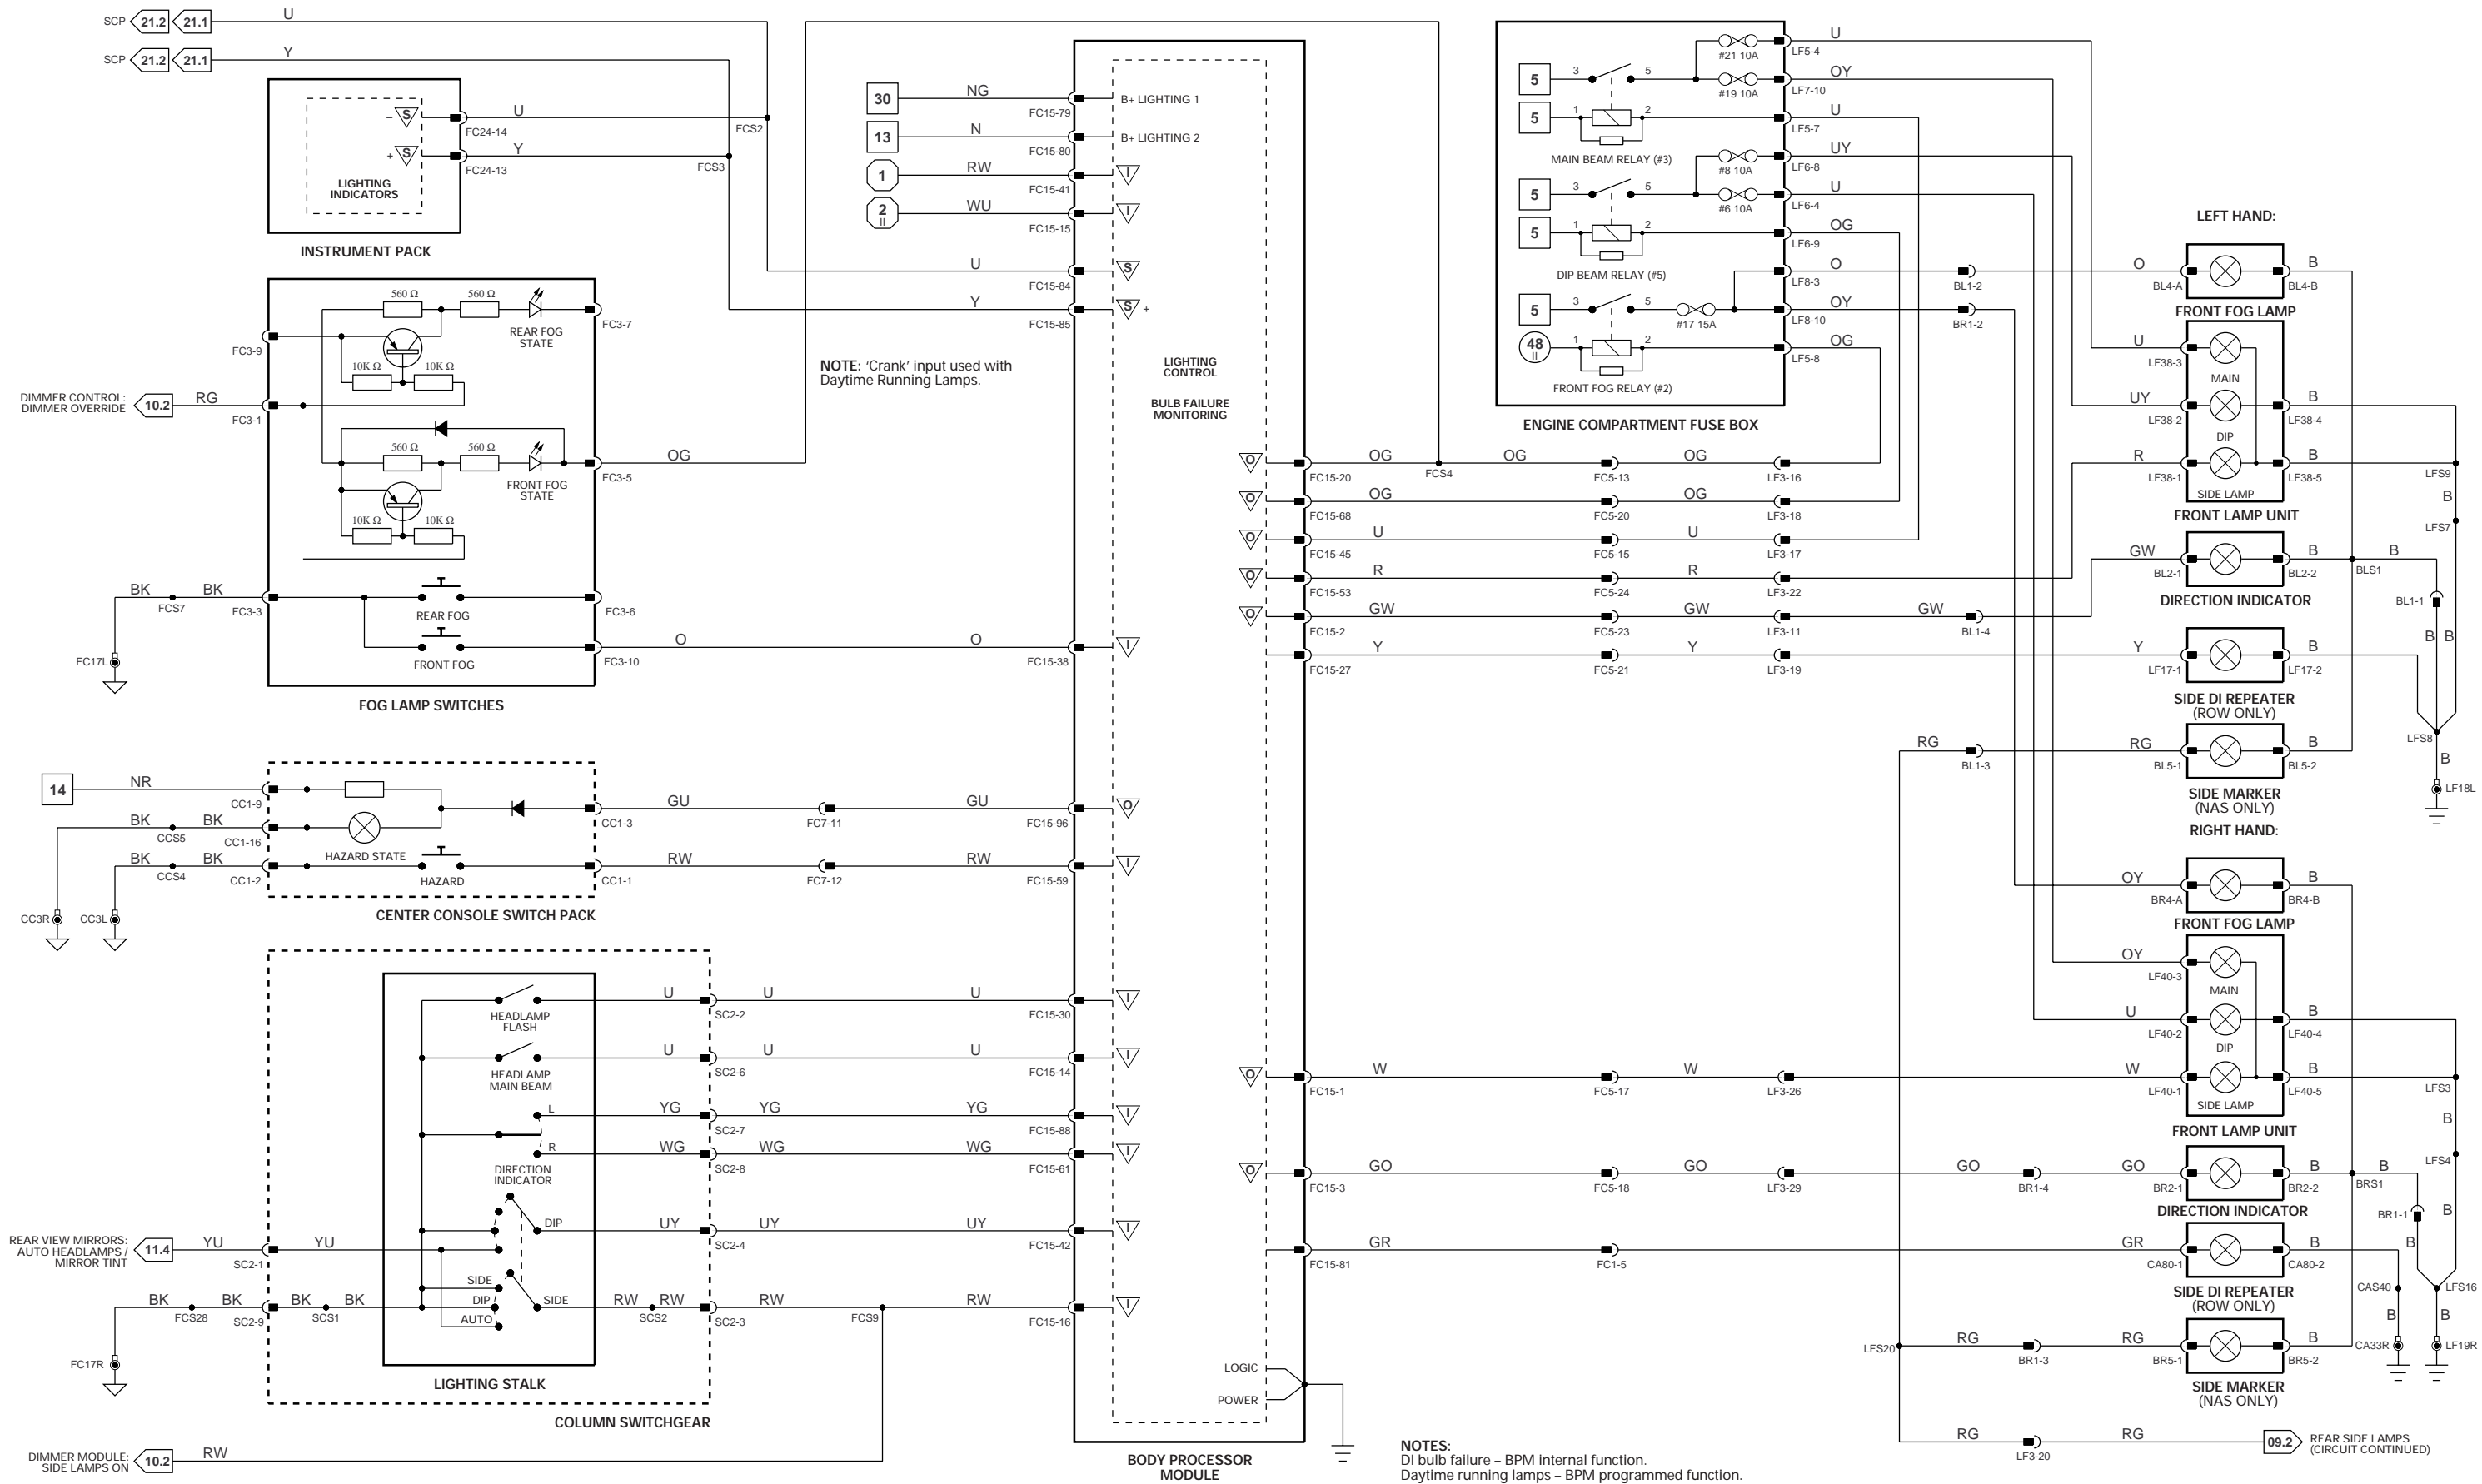 SCP 21.2 21.1 U
SCP 21.2 21.1 Y
– S FC24-14 U FCS2
+ S FC24-13 Y FCS3
LIGHTING
INDICATORS
INSTRUMENT PACK
560 Ω 560 Ω
REAR FOG
STATE
FC3-7
FC3-9
10K Ω 10K Ω
DIMMER CONTROL:
DIMMER OVERRIDE
10.2 RG FC3-1
560 Ω 560 Ω
FRONT FOG
STATE
FC3-5 OG
10K Ω 10K Ω
BK FCS7 BK FC3-3
REAR FOG
FC3-6
FRONT FOG
FC3-10 O O FC15-38 I
FC17L
FOG LAMP SWITCHES
14 NR CC1-9
CC1-3 GU FC7-11 GU FC15-96 O
BK CCS5 BK CC1-16
HAZARD STATE
BK CCS4 BK CC1-2
HAZARD
CC1-1 RW FC7-12 RW FC15-59 I
CC3R CC3L
CENTER CONSOLE SWITCH PACK
HEADLAMP
FLASH
U SC2-2 U U FC15-30 I
HEADLAMP
MAIN BEAM
U SC2-6 U U FC15-14 I
L YG SC2-7 YG YG FC15-88 I
R WG SC2-8 WG WG FC15-61 I
DIRECTION
INDICATOR
DIP UY SC2-4 UY UY FC15-42 I
REAR VIEW MIRRORS:
AUTO HEADLAMPS /
MIRROR TINT
11.4 YU SC2-1 YU
SIDE
DIP
AUTO
SIDE RW SCS2 RW SC2-3 RW FCS9 RW FC15-16 I
BK FCS28 BK SC2-9 BK SCS1 BK
FC17R
LIGHTING STALK
COLUMN SWITCHGEAR
DIMMER MODULE:
SIDE LAMPS ON
10.2 RW
30 NG FC15-79 B+ LIGHTING 1
13 N FC15-80 B+ LIGHTING 2
1 RW FC15-41 I
2 II WU FC15-15 I
U FC15-84 S –
Y FC15-85 S +
NOTE: ‘Crank’ input used with
Daytime Running Lamps.
LIGHTING
CONTROL
BULB FAILURE
MONITORING
O FC15-20 OG FCS4 OG FC5-13 OG LF3-16
O FC15-68 OG FC5-20 OG LF3-18
O FC15-45 U FC5-15 U LF3-17
O FC15-53 R FC5-24 R LF3-22
O FC15-2 GW FC5-23 GW LF3-11 GW BL1-4
FC15-27 Y FC5-21 Y LF3-19
O FC15-1 W FC5-17 W LF3-26
O FC15-3 GO FC5-18 GO LF3-29 GO BR1-4
FC15-81 GR FC1-5
LOGIC
POWER
BODY PROCESSOR
MODULE
NOTES:
DI bulb failure – BPM internal function.
Daytime running lamps – BPM programmed function.
#21 10A LF5-4 U
5 3 5 #19 10A LF7-10 OY
5 1 2 LF5-7 U
MAIN BEAM RELAY (#3)
#8 10A LF6-8 UY
5 3 5 #6 10A LF6-4 U
5 1 2 LF6-9 OG
DIP BEAM RELAY (#5)
LF8-3 O BL1-2
5 3 5 #17 15A LF8-10 OY BR1-2
48 II 1 2 LF5-8 OG
FRONT FOG RELAY (#2)
ENGINE COMPARTMENT FUSE BOX
LEFT HAND:
O BL4-A BL4-B B
FRONT FOG LAMP
U LF38-3
MAIN
UY LF38-2 LF38-4 B
DIP
R LF38-1 LF38-5 B LFS9
SIDE LAMP
B
FRONT LAMP UNIT
LFS7
GW BL2-1 BL2-2 B BLS1 B
DIRECTION INDICATOR
BL1-1
B B
Y LF17-1 LF17-2 B
SIDE DI REPEATER
(ROW ONLY)
LFS8
RG BL1-3 RG BL5-1 BL5-2 B
B
LF18L
SIDE MARKER
(NAS ONLY)
RIGHT HAND:
OY BR4-A BR4-B B
FRONT FOG LAMP
OY LF40-3
MAIN
U LF40-2 LF40-4 B
DIP
W LF40-1 LF40-5 B LFS3
SIDE LAMP
B
FRONT LAMP UNIT
LFS4
GO BR2-1 BR2-2 B BRS1 B
DIRECTION INDICATOR
BR1-1
B B
GR CA80-1 CA80-2 B
SIDE DI REPEATER
(ROW ONLY)
CAS40 LFS16
B B
LFS20 RG BR1-3 RG BR5-1 BR5-2 B CA33R LF19R
SIDE MARKER
(NAS ONLY)
RG LF3-20 RG 09.2
REAR SIDE LAMPS
(CIRCUIT CONTINUED)